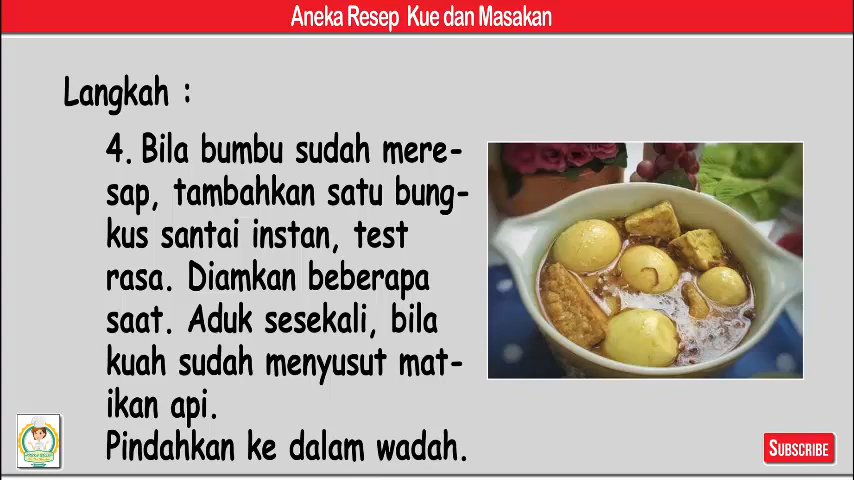 Aneka Resep Kue dan Masakan
Langkah :
4. Bila bumbu sudah mere-
sap, tambahkan satu bung-
kus santai instan, test
rasa. Diamkan beberapa
saat. Aduk sesekali, bila
kuah sudah menyusut mat-
ikan api.
Pindahkan ke dalam wadah.
SUBSCRIBE